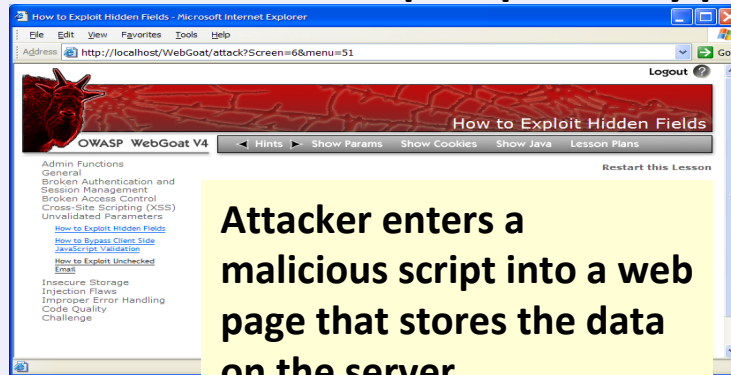 How to Exploit Hidden Fields - Microsoft Internet Explorer
File Edit View Favorites Tools Help
Address http://localhost/WebGoat/attack?Screen=6&menu=51 Go
Logout ?
How to Exploit Hidden Fields
OWASP WebGoat V4 Hints Show Params Show Cookies Show Java Lesson Plans
Restart this Lesson
Admin Functions
General
Broken Authentication and
Session Management
Broken Access Control
Cross-Site Scripting (XSS)
Unvalidated Parameters
How to Exploit Hidden Fields
How to Bypass Client Side
JavaScript Validation
How to Exploit Unchecked
Email
Insecure Storage
Injection Flaws
Improper Error Handling
Code Quality
Challenge
Attacker enters a
malicious script into a web
page that stores the data
on the server